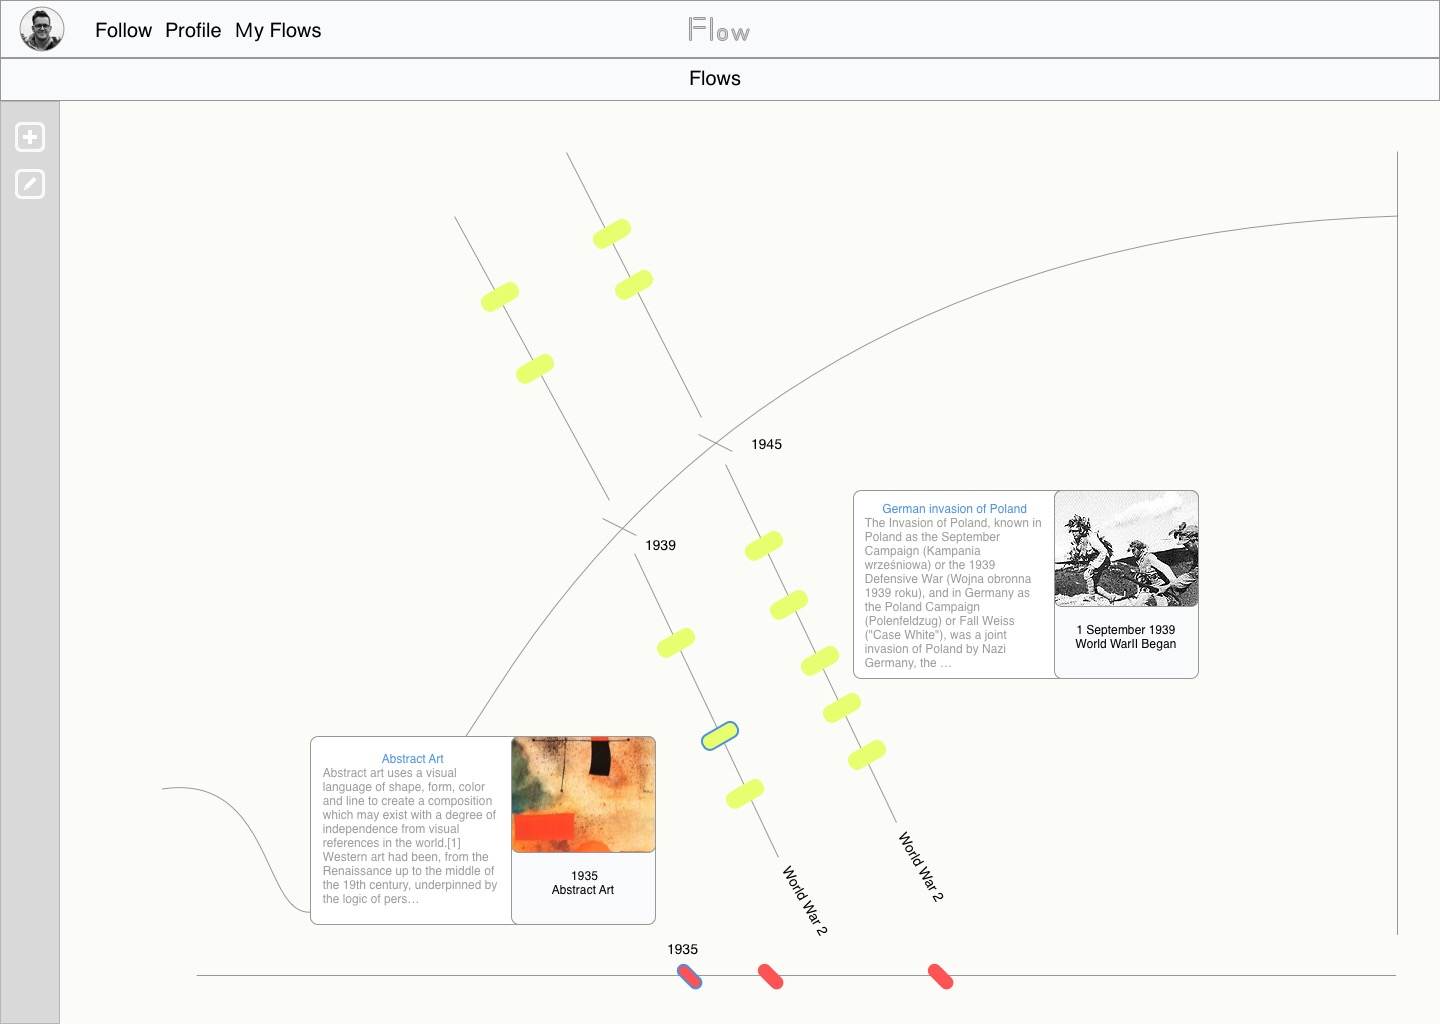 Follow Profile My Flows
Flow
Flows
1945
1939
German invasion of Poland
The Invasion of Poland, known in
Poland as the September
Campaign (Kampania
wrześniowa) or the 1939
Defensive War (Wojna obronna
1939 roku), and in Germany as
the Poland Campaign
(Polenfeldzug) or Fall Weiss
("Case White"), was a joint
invasion of Poland by Nazi
Germany, the ...
1 September 1939
World WarII Began
Abstract Art
Abstract art uses a visual
language of shape, form, color
and line to create a composition
which may exist with a degree of
independence from visual
references in the world.[1]
Western art had been, from the
Renaissance up to the middle of
the 19th century, underpinned by
the logic of pers...
1935
Abstract Art
World War 2
World War 2
1935